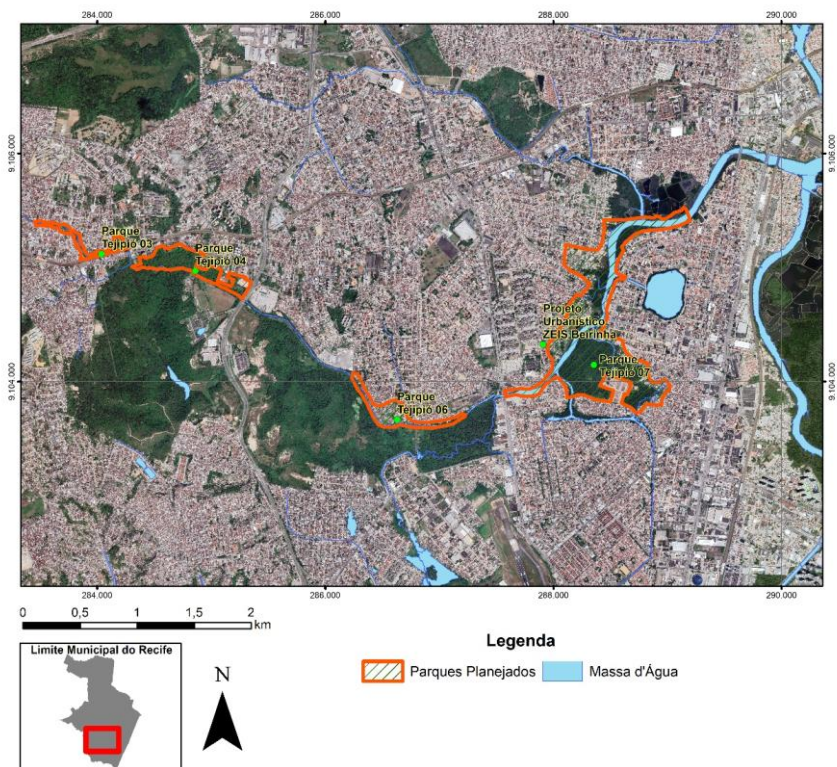 284.000
286.000
288.000
290.000
9.106.000
9.106.000
Parque
Tejipió 03
Parque
Tejipió 04
Projeto
Urbanístico
ZEIS Beirinha
Parque
Tejipió 07
9.104.000
9.104.000
Parque
Tejipió 06
284.000
286.000
288.000
290.000
0 0,5 1 1,5 2
km
Limite Municipal do Recife
N
Legenda
Parques Planejados
Massa d'Água